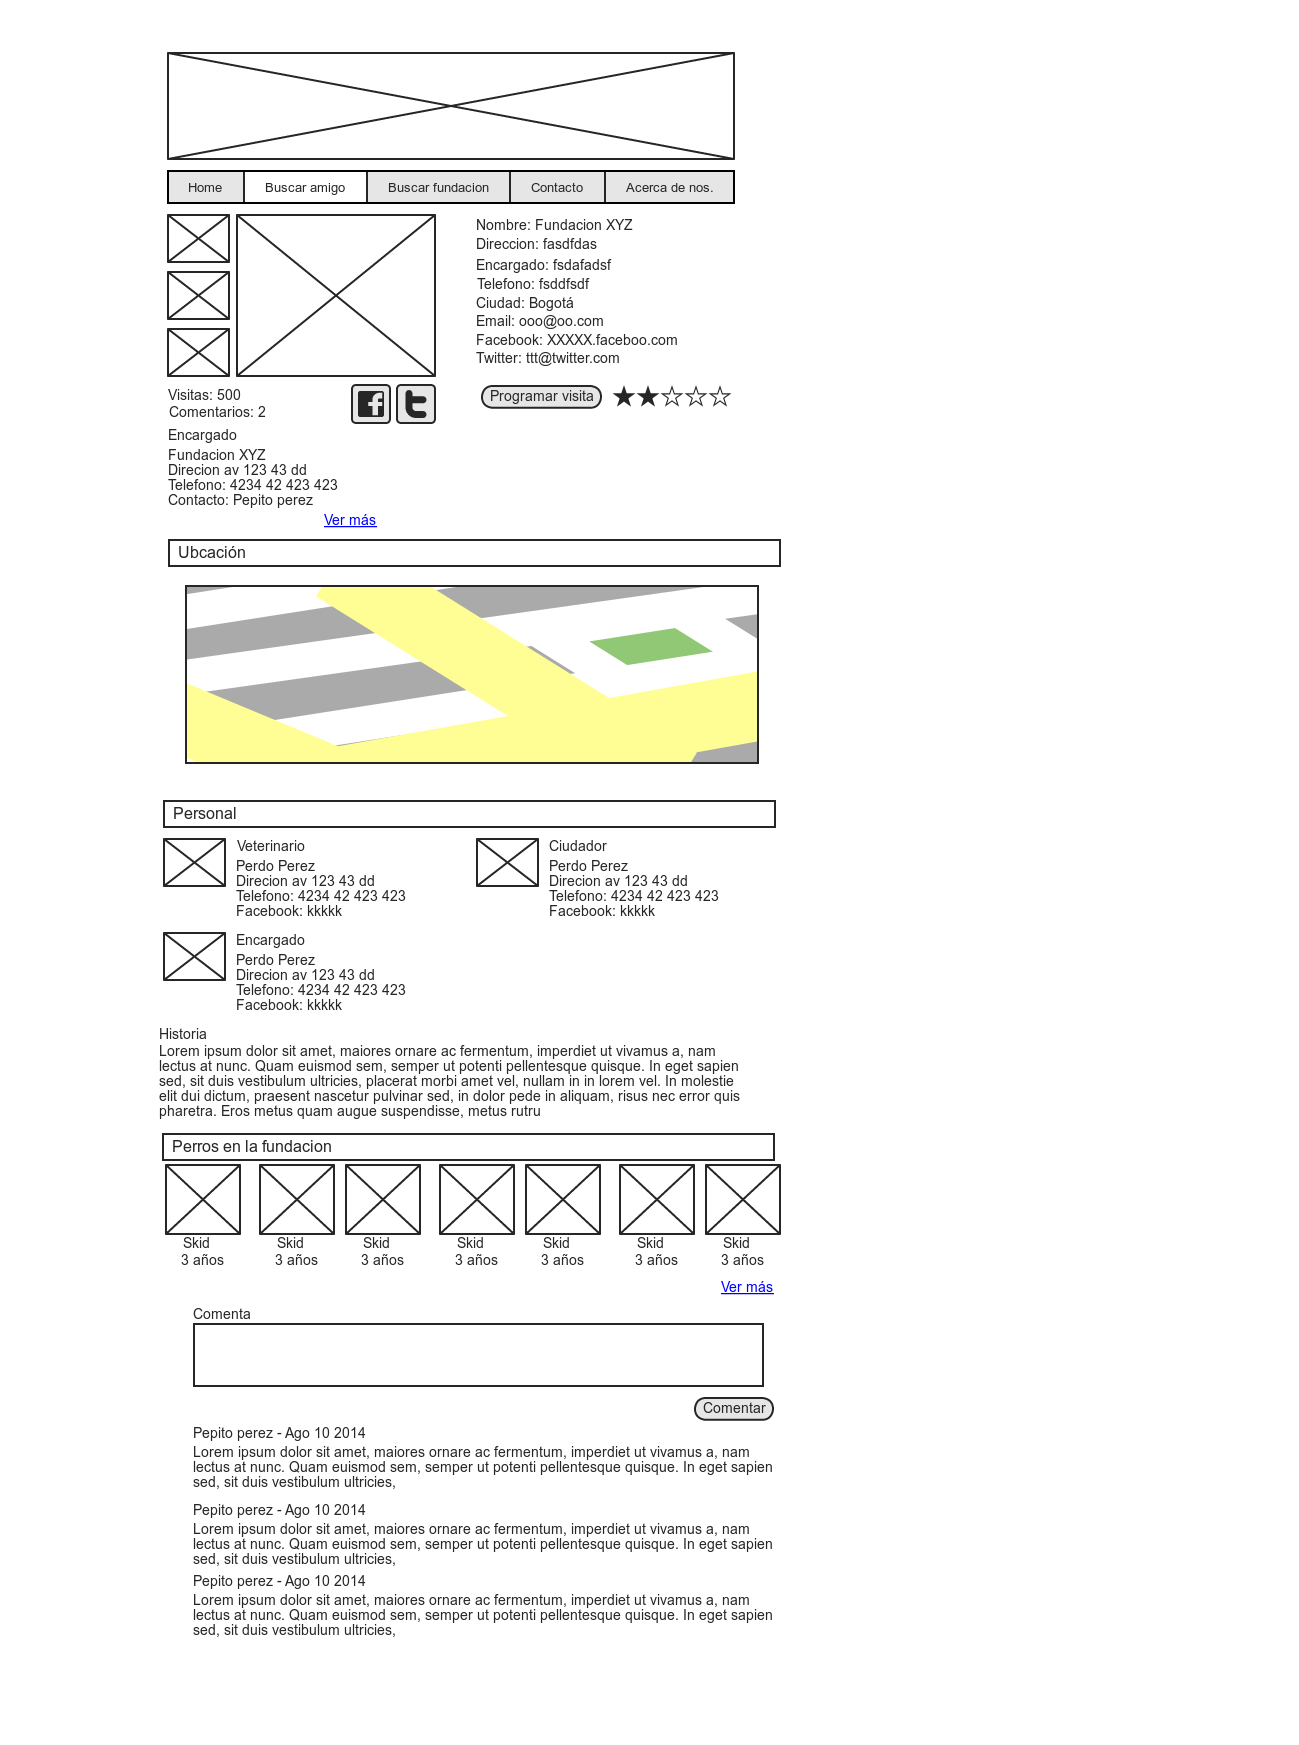 Home
Buscar amigo
Buscar fundacion
Contacto
Acerca de nos.
Nombre: Fundacion XYZ
Direccion: fasdfdas
Encargado: fsdafadsf
Telefono: fsddfsdf
Ciudad: Bogotá
Email: ooo@oo.com
Facebook: XXXXX.faceboo.com
Twitter: ttt@twitter.com
Programar visita
Visitas: 500
Comentarios: 2
Encargado
Fundacion XYZ
Direcion av 123 43 dd
Telefono: 4234 42 423 423
Contacto: Pepito perez
Ver más
Ubcación
Personal
Veterinario
Perdo Perez
Direcion av 123 43 dd
Telefono: 4234 42 423 423
Facebook: kkkkk
Ciudador
Perdo Perez
Direcion av 123 43 dd
Telefono: 4234 42 423 423
Facebook: kkkkk
Encargado
Perdo Perez
Direcion av 123 43 dd
Telefono: 4234 42 423 423
Facebook: kkkkk
Historia
Lorem ipsum dolor sit amet, maiores ornare ac fermentum, imperdiet ut vivamus a, nam
lectus at nunc. Quam euismod sem, semper ut potenti pellentesque quisque. In eget sapien
sed, sit duis vestibulum ultricies, placerat morbi amet vel, nullam in in lorem vel. In molestie
elit dui dictum, praesent nascetur pulvinar sed, in dolor pede in aliquam, risus nec error quis
pharetra. Eros metus quam augue suspendisse, metus rutru
Perros en la fundacion
Skid
3 años
Skid
3 años
Skid
3 años
Skid
3 años
Skid
3 años
Skid
3 años
Skid
3 años
Ver más
Comenta
Comentar
Pepito perez - Ago 10 2014
Lorem ipsum dolor sit amet, maiores ornare ac fermentum, imperdiet ut vivamus a, nam
lectus at nunc. Quam euismod sem, semper ut potenti pellentesque quisque. In eget sapien
sed, sit duis vestibulum ultricies,
Pepito perez - Ago 10 2014
Lorem ipsum dolor sit amet, maiores ornare ac fermentum, imperdiet ut vivamus a, nam
lectus at nunc. Quam euismod sem, semper ut potenti pellentesque quisque. In eget sapien
sed, sit duis vestibulum ultricies,
Pepito perez - Ago 10 2014
Lorem ipsum dolor sit amet, maiores ornare ac fermentum, imperdiet ut vivamus a, nam
lectus at nunc. Quam euismod sem, semper ut potenti pellentesque quisque. In eget sapien
sed, sit duis vestibulum ultricies,